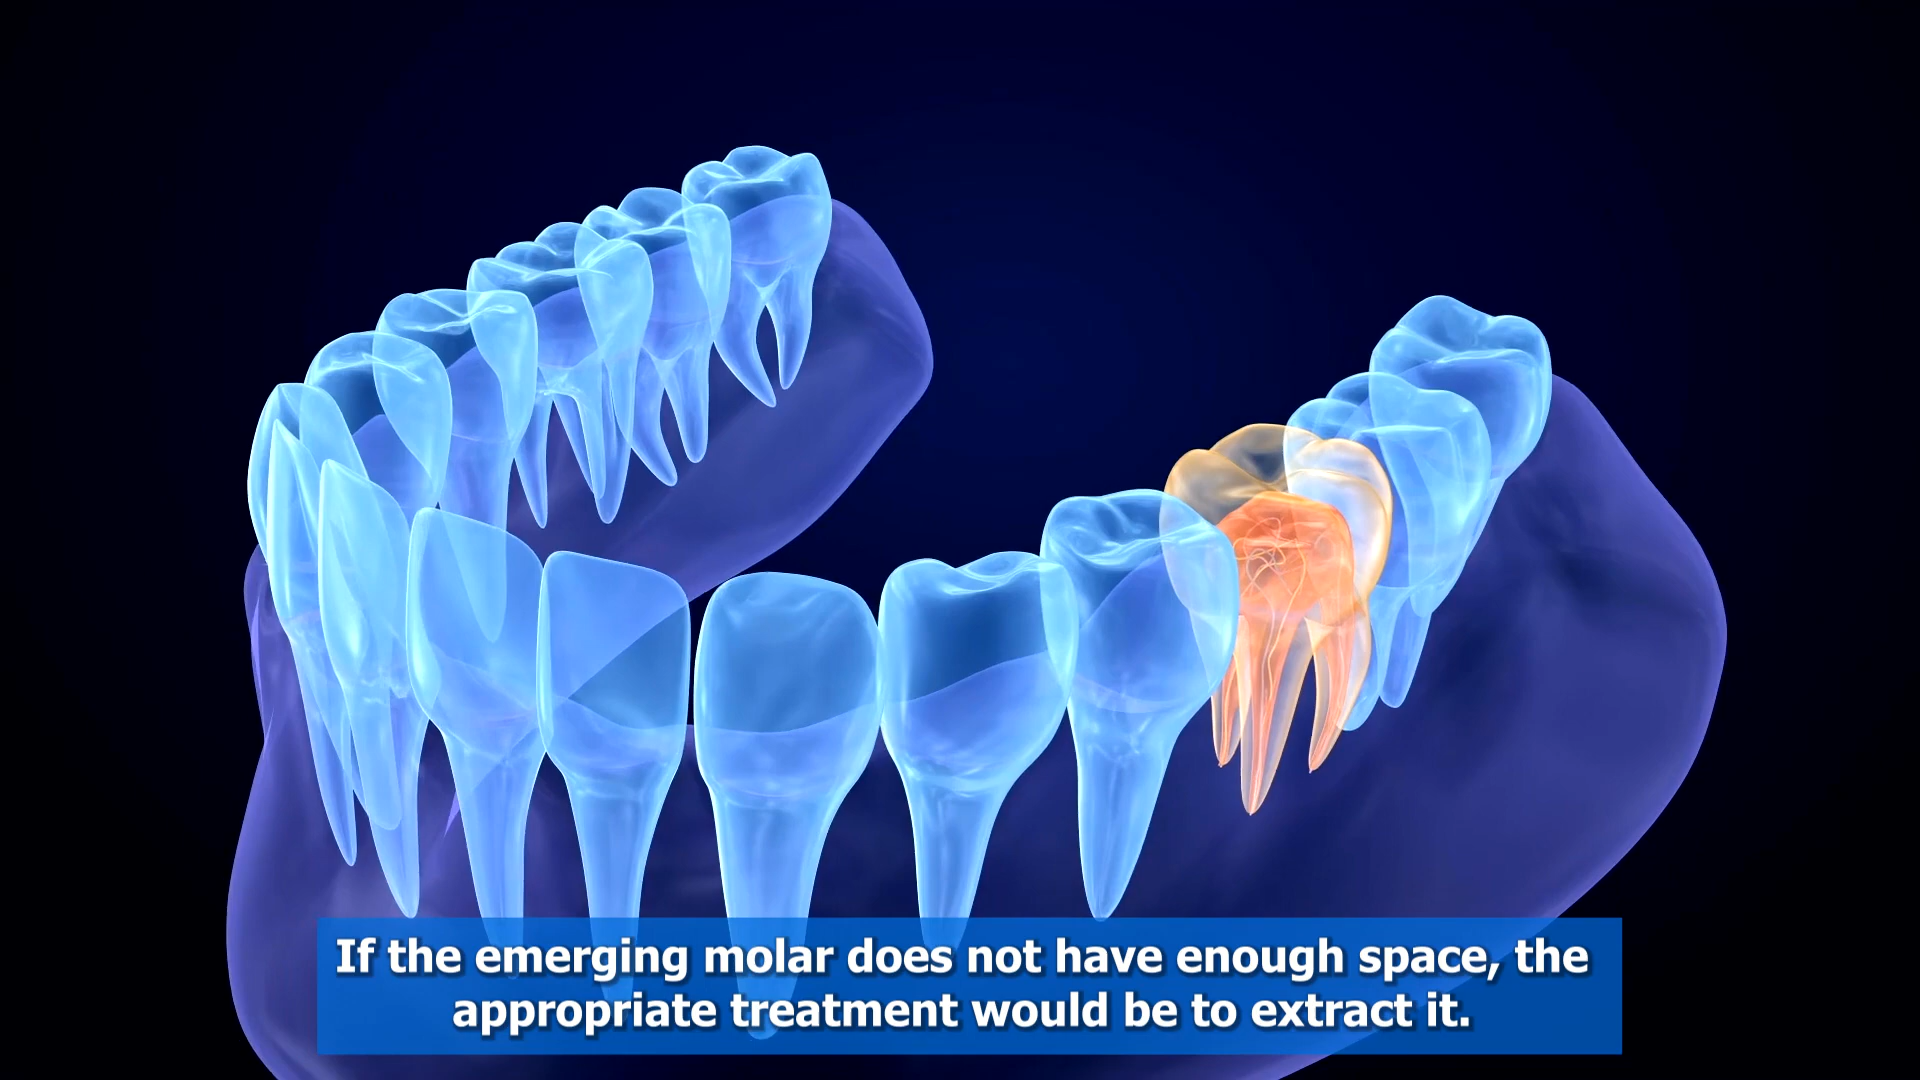 If the emerging molar does not have enough space, the
appropriate treatment would be to extract it.